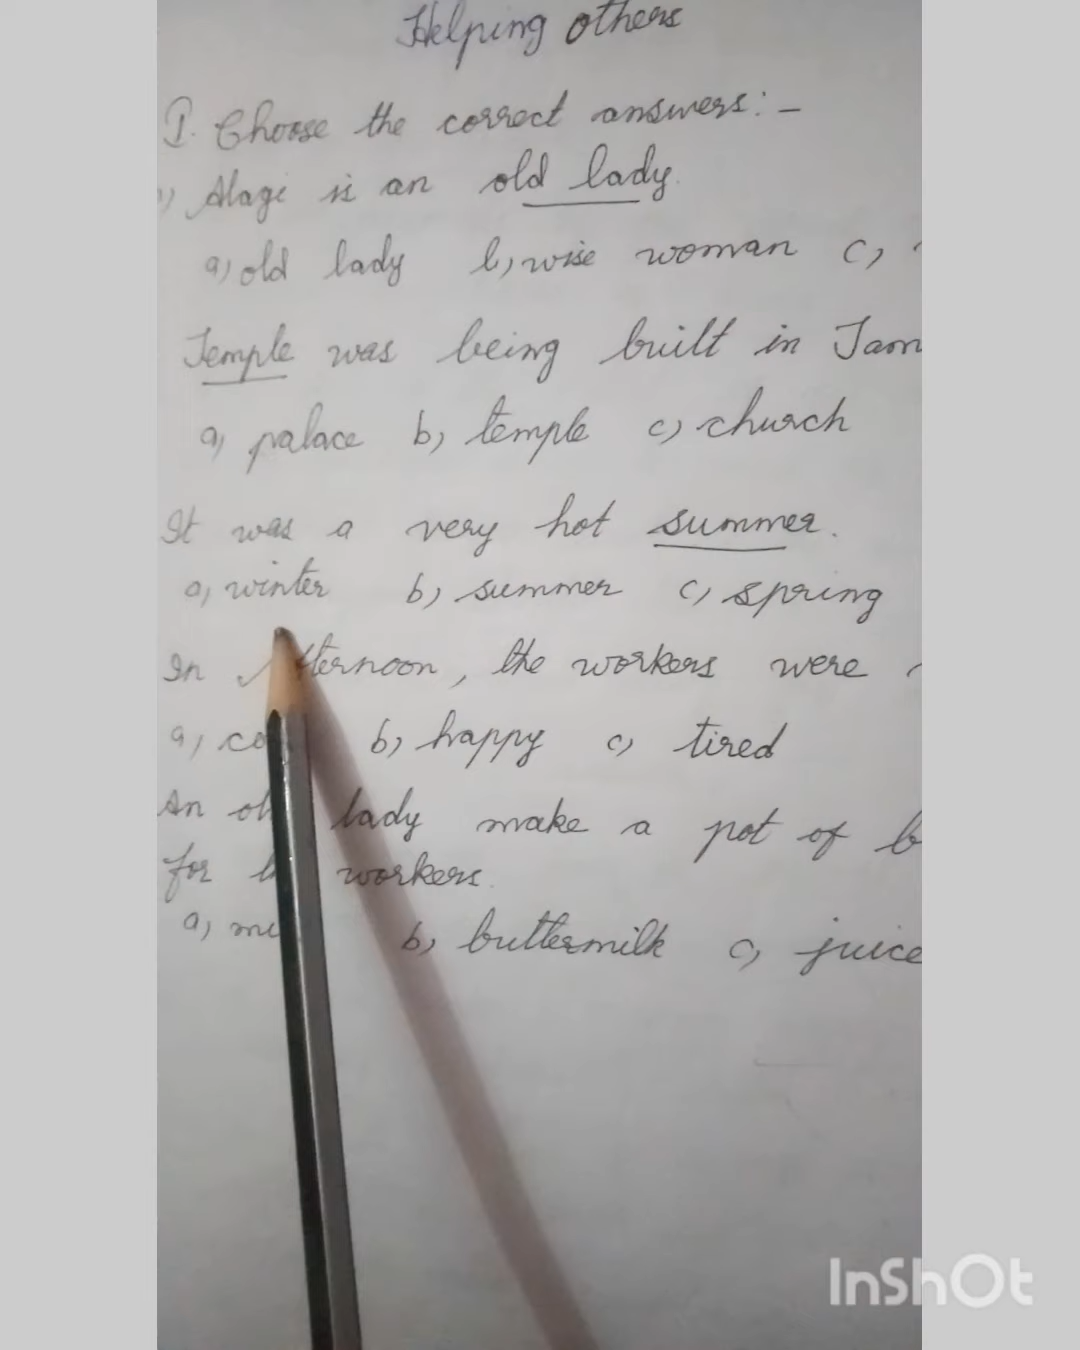 Helping others
I. Choose the correct answers:-
Alagi is an old lady.
a, old lady b, wise woman c,
Temple was being built in Tam
a, palace b, temple c, church
It was a very hot summer.
a, winter b, summer c, spring
In Afternoon, the workers were
a, b, happy c, tired
An lady make a pot of b
for workers.
a, b, buttermilk c, juice
InShOt